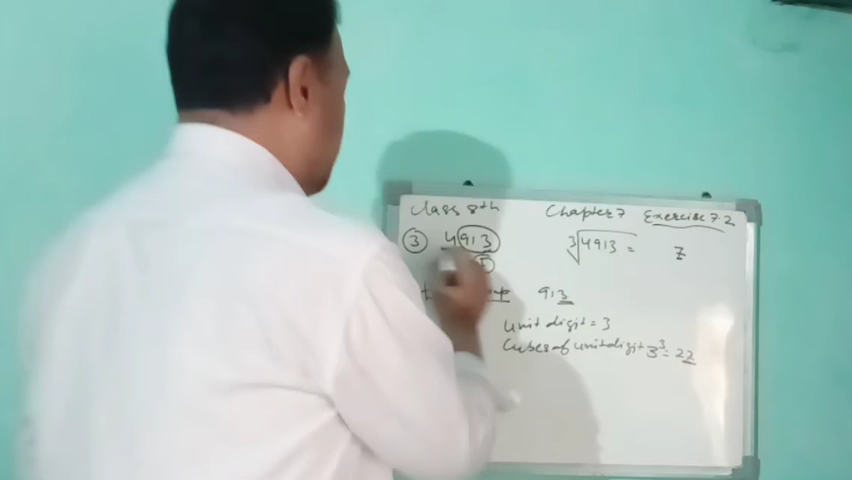 Class 8th Chapter 7 Exercise 7.2
③ 4913 ∛4913 = 7
I
913
Unit digit = 3
Cubes of unit digit 3³ = 27